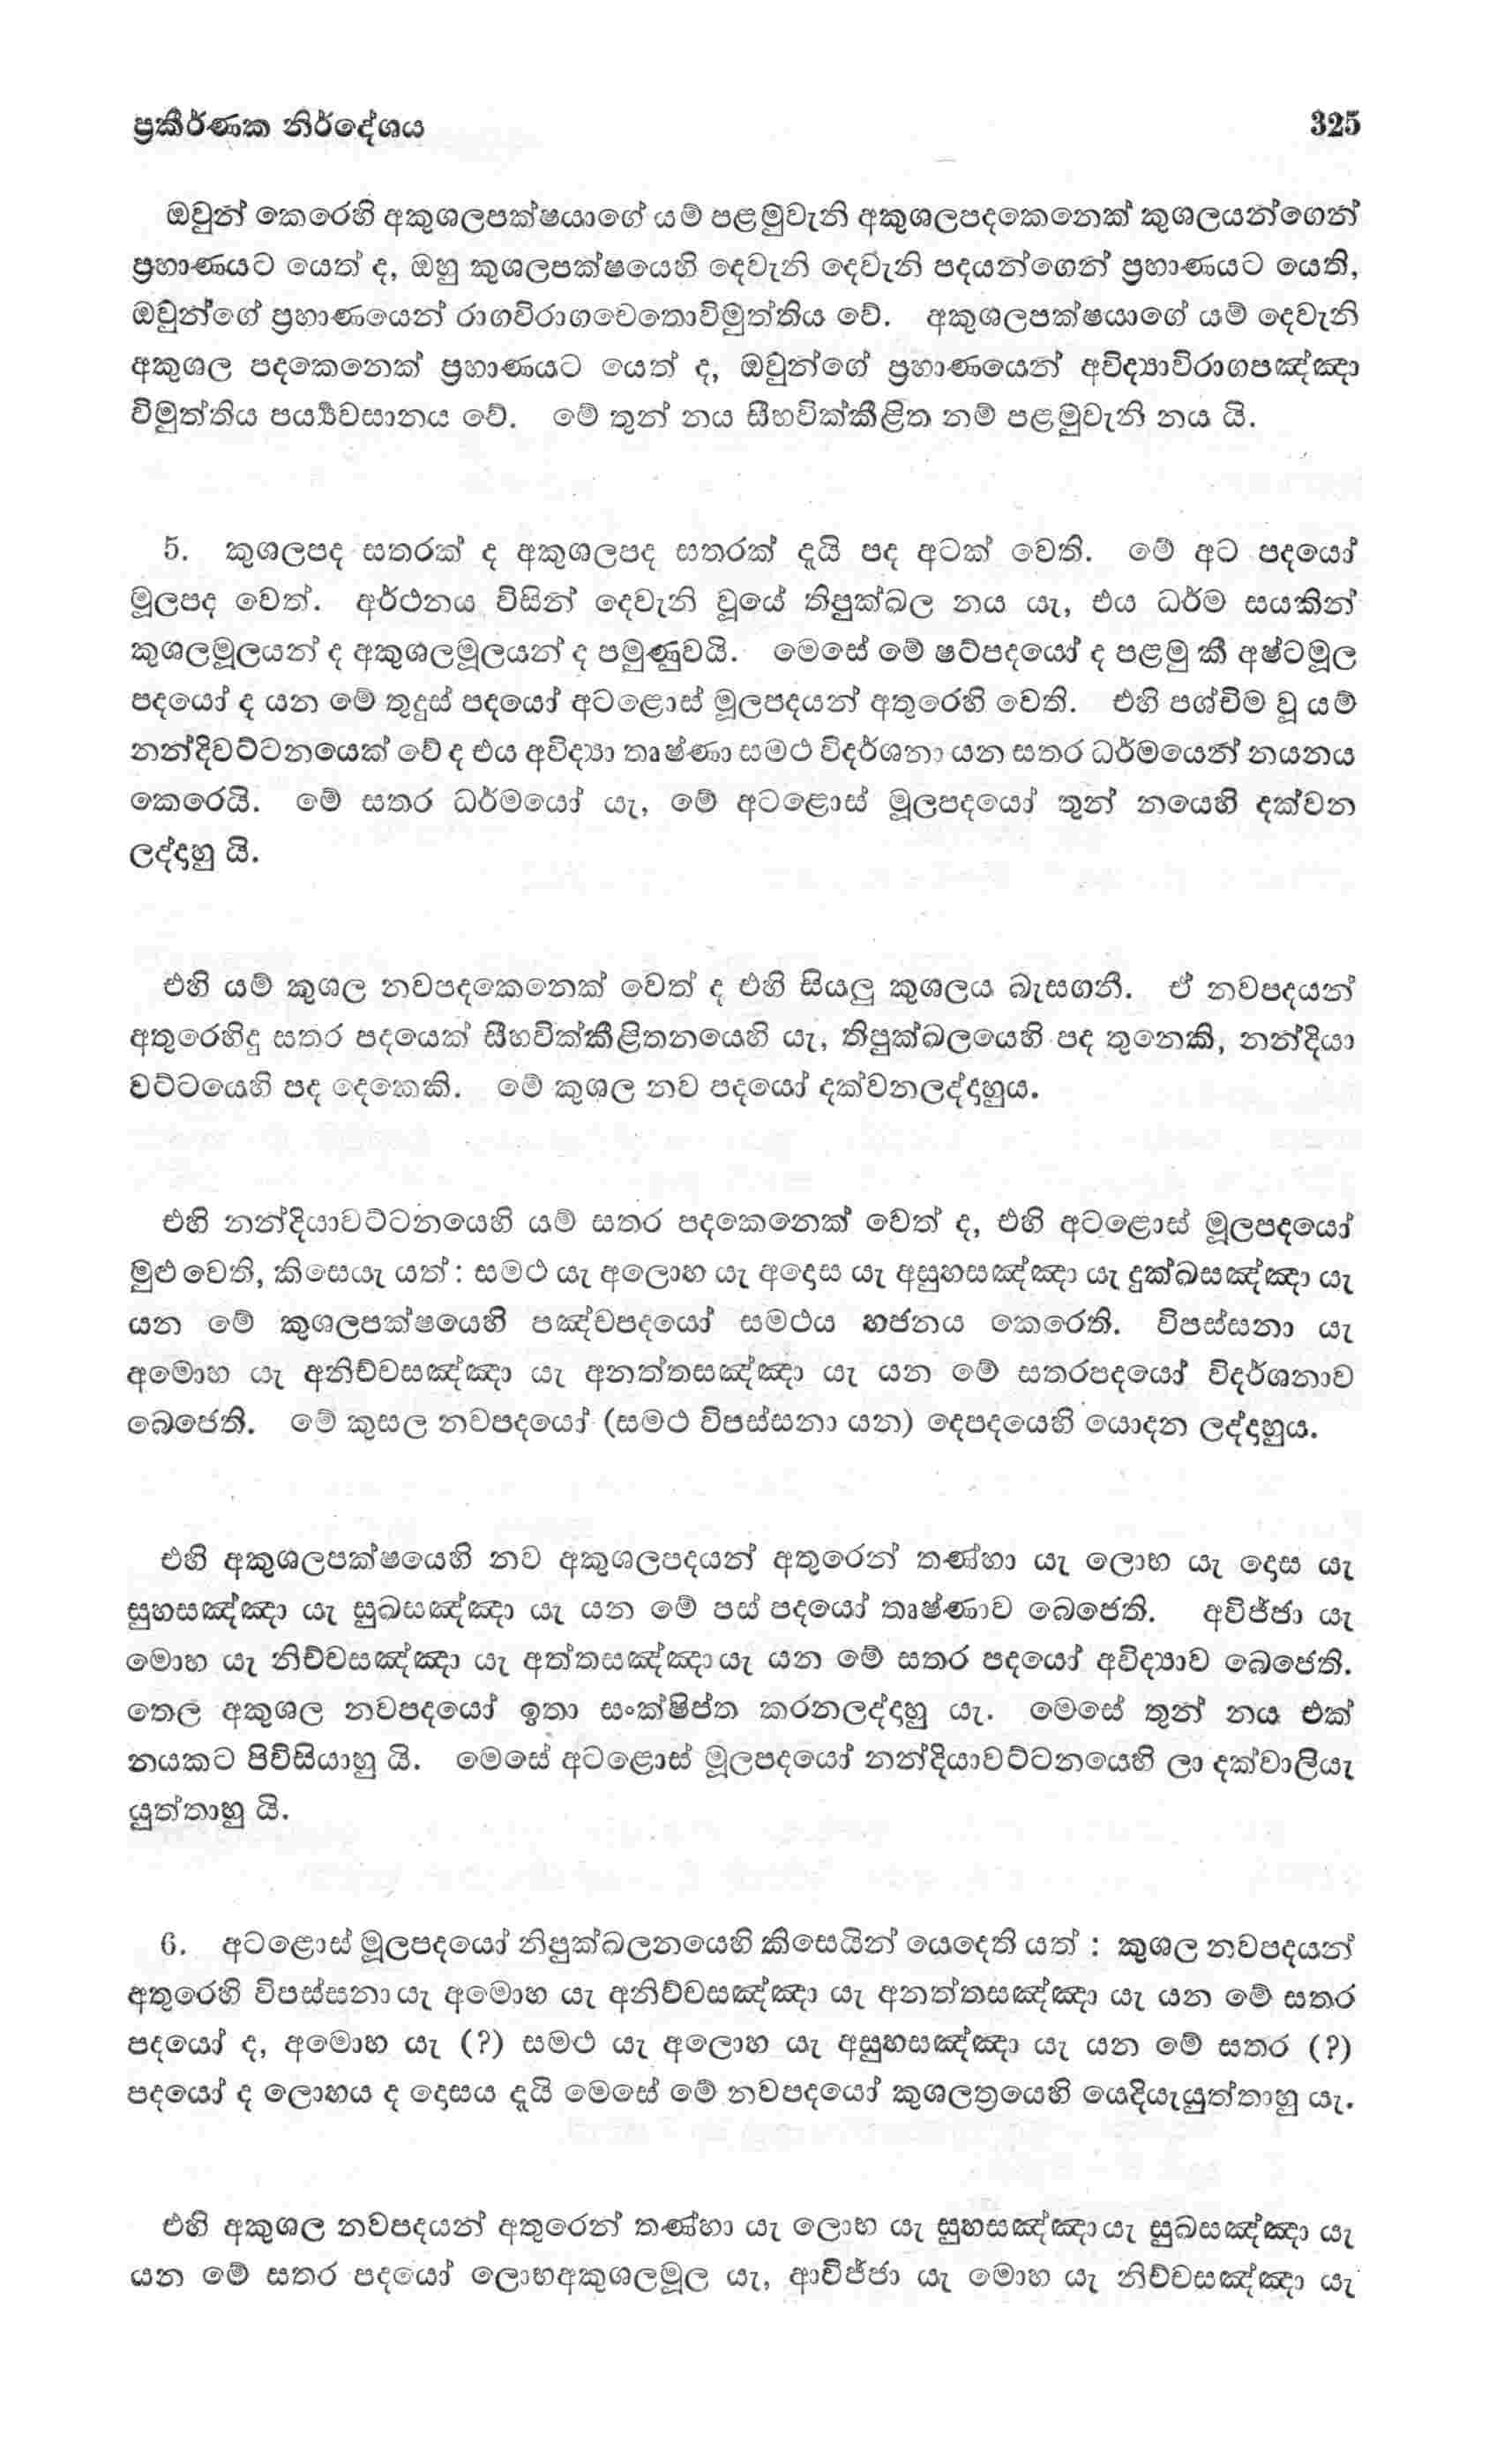 ප්‍රකීර්ණක නිර්දේශය 325
ඔවුන් කෙරෙහි අකුශලපක්ෂයාගේ යම් පළමුවැනි අකුශලපදකෙනෙක් කුශලයන්ගෙන්
ප්‍රහාණයට යෙත් ද, ඔහු කුශලපක්ෂයෙහි දෙවැනි දෙවැනි පදයන්ගෙන් ප්‍රහාණයට යෙති,
ඔවුන්ගේ ප්‍රහාණයෙන් රාගවිරාගචෙතොවිමුත්තිය වේ. අකුශලපක්ෂයාගේ යම් දෙවැනි
අකුශල පදකෙනෙක් ප්‍රහාණයට යෙත් ද, ඔවුන්ගේ ප්‍රහාණයෙන් අවිද්‍යාවිරාගපඤ්ඤා
විමුත්තිය පර්‍ය්‍යවසානය වේ. මේ තුන් නය සීහවික්කීළිත නම් පළමුවැනි නය යි.
5. කුශලපද සතරක් ද අකුශලපද සතරක් දැයි පද අටක් වෙති. මේ අට පදයෝ
මූලපද වෙත්. අර්ථනය විසින් දෙවැනි වූයේ තිපුක්ඛල නය යැ, එය ධර්ම සයකින්
කුශලමූලයන් ද අකුශලමූලයන් ද පමුණුවයි. මෙසේ මේ ෂට්පදයෝ ද පළමු කී අෂ්ටමූල
පදයෝ ද යන මේ තුදුස් පදයෝ අටළොස් මූලපදයන් අතුරෙහි වෙති. එහි පශ්චිම වූ යම්
නන්දිවට්ටනයෙක් වේ ද එය අවිද්‍යා තෘෂ්ණා සමථ විදර්ශනා යන සතර ධර්මයෙන් නයනය
කෙරෙයි. මේ සතර ධර්මයෝ යැ, මේ අටළොස් මූලපදයෝ තුන් නයෙහි දක්වන
ලද්දාහු යි.
එහි යම් කුශල නවපදකෙනෙක් වෙත් ද එහි සියලු කුශලය බැසගනී. ඒ නවපදයන්
අතුරෙහිදු සතර පදයෙක් සීහවික්කීළිතනයෙහි යැ, තිපුක්ඛලයෙහි පද තුනෙකි, නන්දියා
වට්ටයෙහි පද දෙකෙකි. මේ කුශල නව පදයෝ දක්වනලද්දාහුය.
එහි නන්දියාවට්ටනයෙහි යම් සතර පදකෙනෙක් වෙත් ද, එහි අටළොස් මූලපදයෝ
මුළු වෙති, කිසෙයැ යත් : සමථ යැ අලොභ යැ අදොස යැ අසුභසඤ්ඤා යැ දුක්ඛසඤ්ඤා යැ
යන මේ කුශලපක්ෂයෙහි පඤ්චපදයෝ සමථය භජනය කෙරෙති. විපස්සනා යැ
අමොහ යැ අනිච්චසඤ්ඤා යැ අනත්තසඤ්ඤා යැ යන මේ සතරපදයෝ විදර්ශනාව
බෙජෙති. මේ කුසල නවපදයෝ (සමථ විපස්සනා යන) දෙපදයෙහි යොදන ලද්දාහුය.
එහි අකුශලපක්ෂයෙහි නව අකුශලපදයන් අතුරෙන් තණ්හා යැ ලොභ යැ දොස යැ
සුභසඤ්ඤා යැ සුඛසඤ්ඤා යැ යන මේ පස් පදයෝ තෘෂ්ණාව බෙජෙති. අවිජ්ජා යැ
මොහ යැ නිච්චසඤ්ඤා යැ අත්තසඤ්ඤා යැ යන මේ සතර පදයෝ අවිද්‍යාව බෙජෙති.
තෙල අකුශල නවපදයෝ ඉතා සංක්ෂිප්ත කරනලද්දාහු යැ. මෙසේ තුන් නය එක්
නයකට පිවිසියාහු යි. මෙසේ අටළොස් මූලපදයෝ නන්දියාවට්ටනයෙහි ලා දක්වාලියැ
යුත්තාහු යි.
6. අටළොස් මූලපදයෝ නිපුක්ඛලනයෙහි කිසෙයින් යෙදෙති යත් : කුශල නවපදයන්
අතුරෙහි විපස්සනා යැ අමොහ යැ අනිච්චසඤ්ඤා යැ අනත්තසඤ්ඤා යැ යන මේ සතර
පදයෝ ද, අමොහ යැ (?) සමථ යැ අලොභ යැ අසුභසඤ්ඤා යැ යන මේ සතර (?)
පදයෝ ද ලොභය ද දොසය දැයි මෙසේ මේ නවපදයෝ කුශලත්‍රයෙහි යෙදියැයුත්තාහු යැ.
එහි අකුශල නවපදයන් අතුරෙන් තණ්හා යැ ලොභ යැ සුභසඤ්ඤා යැ සුඛසඤ්ඤා යැ
යන මේ සතර පදයෝ ලොභඅකුශලමූල යැ, ආවිජ්ජා යැ මොහ යැ නිච්චසඤ්ඤා යැ